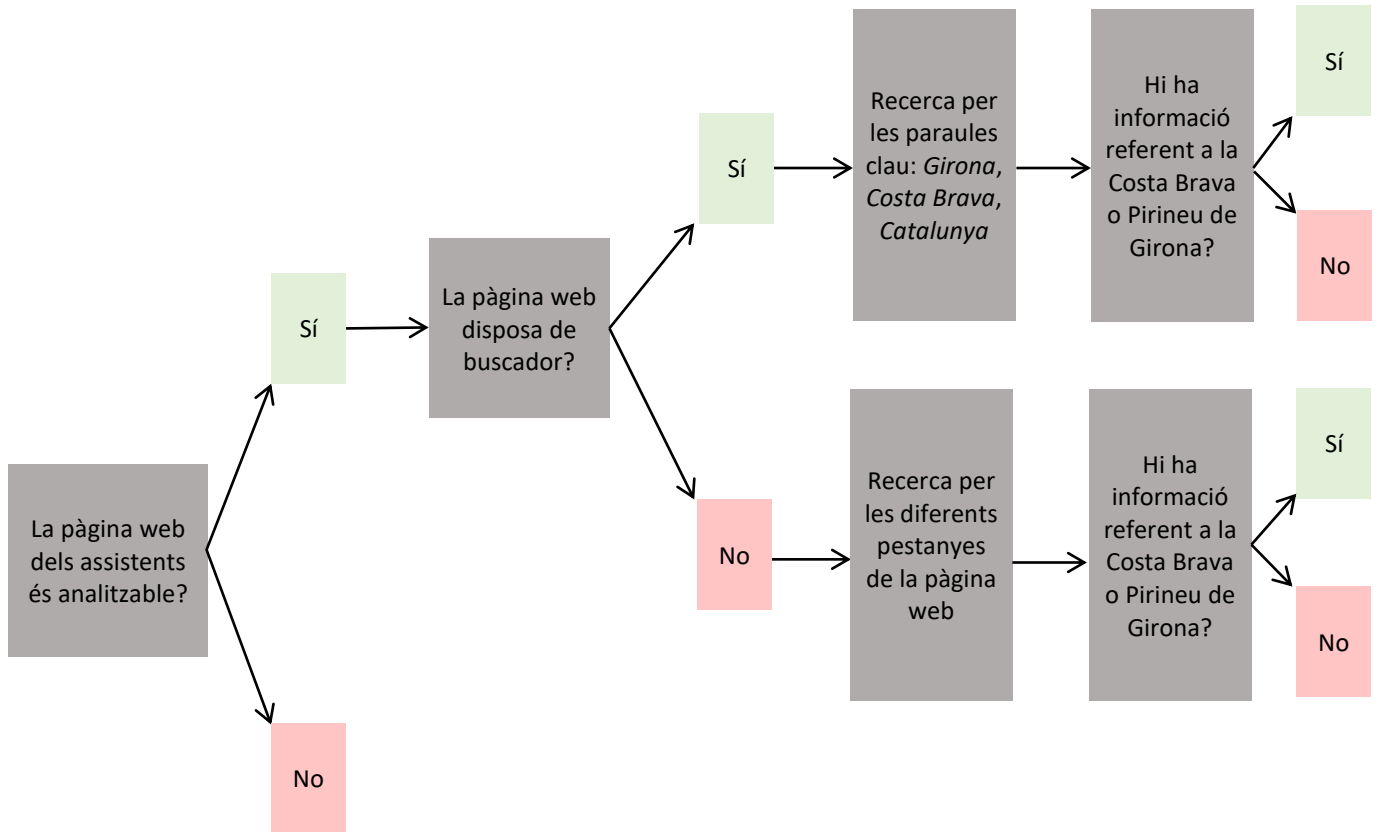 La pàgina web
dels assistents
és analitzable?
Sí
No
La pàgina web
disposa de
buscador?
Sí
Recerca per
les paraules
clau: Girona,
Costa Brava,
Catalunya
Hi ha
informació
referent a la
Costa Brava
o Pirineu de
Girona?
Sí
No
No
Recerca per
les diferents
pestanyes
de la pàgina
web
Hi ha
informació
referent a la
Costa Brava
o Pirineu de
Girona?
Sí
No